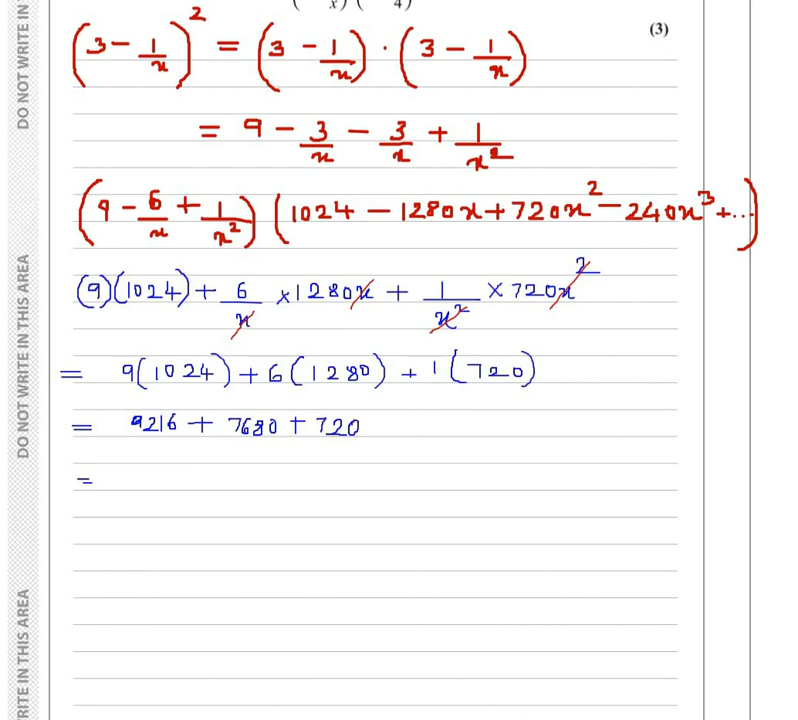 (3)
(3 - 1/x)² = (3 - 1/x) · (3 - 1/x)
= 9 - 3/x - 3/x + 1/x²
(9 - 6/x + 1/x²) (1024 - 1280x + 720x² - 240x³ + ...)
(9)(1024) + 6/x × 1280x + 1/x² × 720x²
= 9(1024) + 6(1280) + 1(720)
= 9216 + 7680 + 720
=
DO NOT WRITE IN
DO NOT WRITE IN THIS AREA
RITE IN THIS AREA